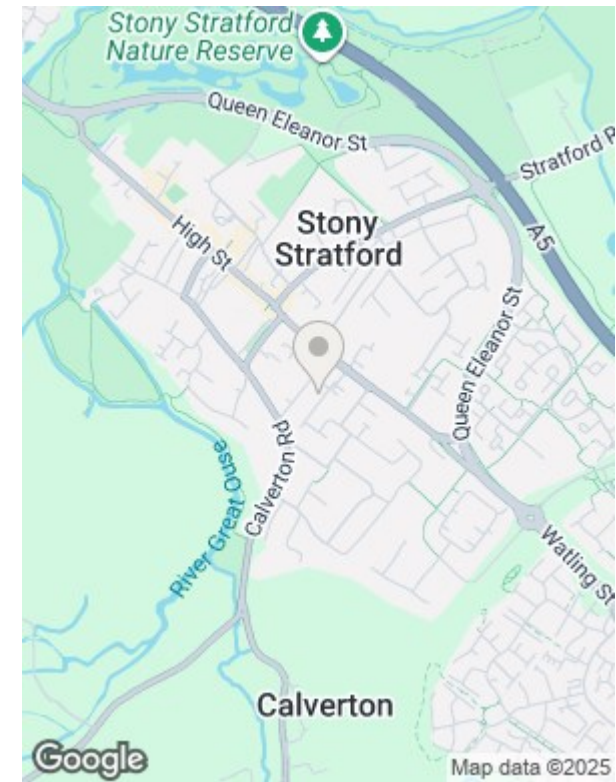 Stony Stratford
Nature Reserve
Queen Eleanor St
Stratford R
High St
Stony
Stratford
A5
Queen Eleanor St
Calverton Rd
River Great Ouse
Watling St
Calverton
Google
Map data ©2025